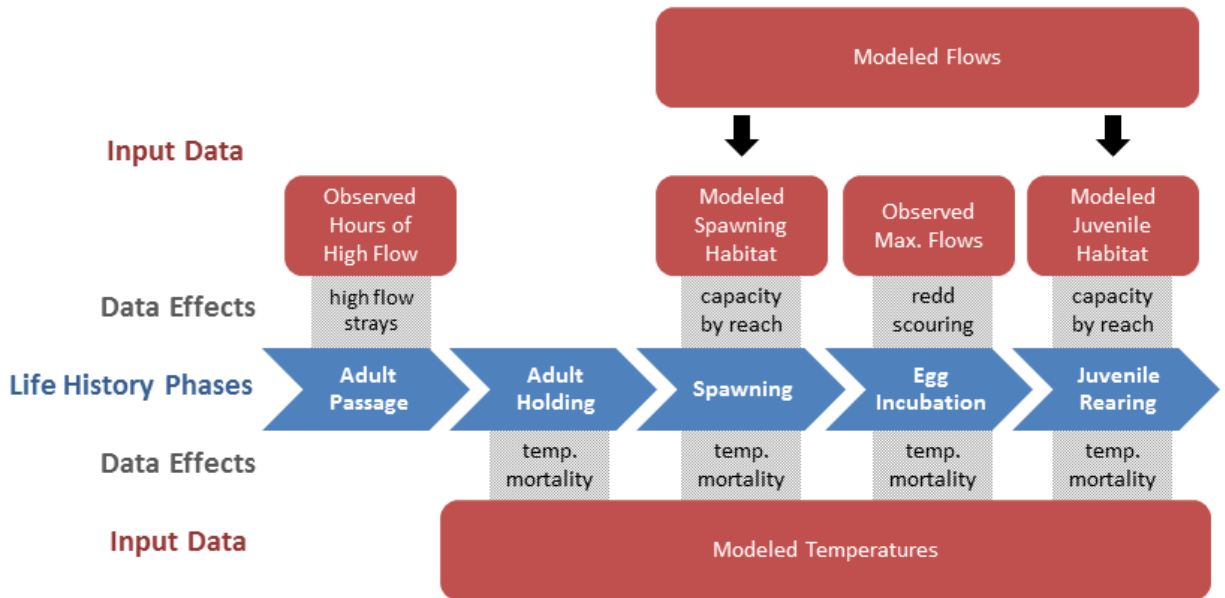 Modeled Flows
Input Data
Observed
Hours of
High Flow
Modeled
Spawning
Habitat
Observed
Max. Flows
Modeled
Juvenile
Habitat
Data Effects
high flow
strays
capacity
by reach
redd
scouring
capacity
by reach
Life History Phases
Adult
Passage
Adult
Holding
Spawning
Egg
Incubation
Juvenile
Rearing
Data Effects
temp.
mortality
temp.
mortality
temp.
mortality
temp.
mortality
Input Data
Modeled Temperatures